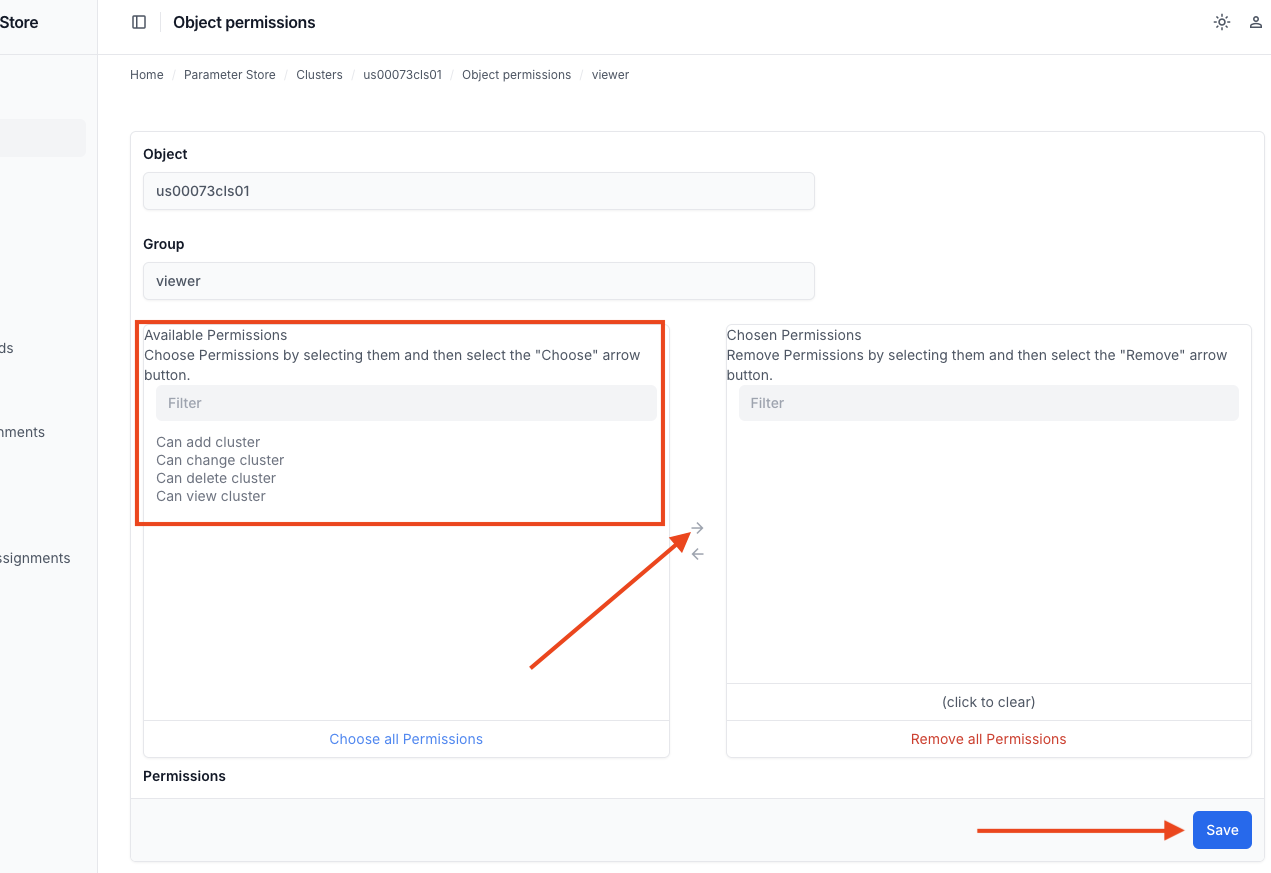 Store
Object permissions
Home / Parameter Store / Clusters / us00073cls01 / Object permissions / viewer
Object
us00073cls01
Group
viewer
Available Permissions
Choose Permissions by selecting them and then select the "Choose" arrow
button.
Filter
Can add cluster
Can change cluster
Can delete cluster
Can view cluster
Choose all Permissions
Chosen Permissions
Remove Permissions by selecting them and then select the "Remove" arrow
button.
Filter
(click to clear)
Remove all Permissions
Permissions
Save
ds
nments
ssignments